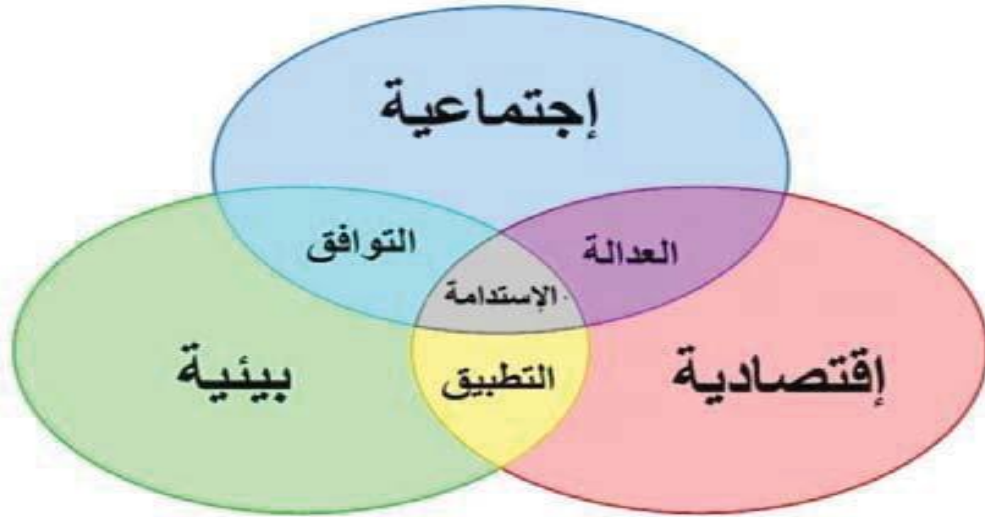 إجتماعية
التوافق
العدالة
الإستدامة
بيئية
التطبيق
إقتصادية